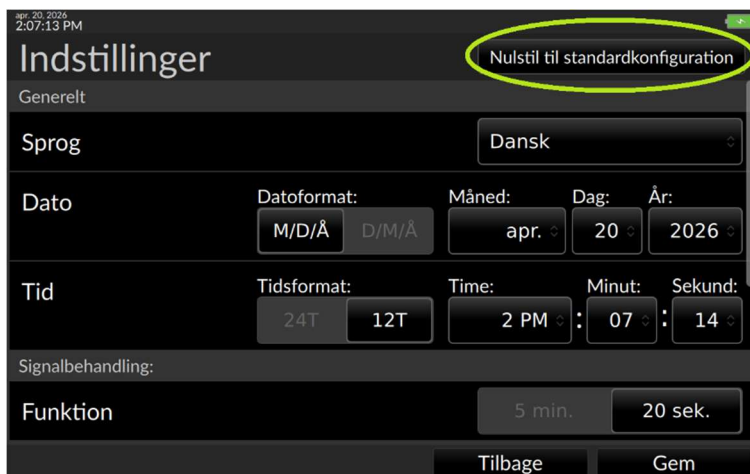 apr. 20, 2026
2:07:13 PM
Indstillinger
Nulstil til standardkonfiguration
Generelt
Sprog
Dansk
Dato
Datoformat:
Måned:
Dag:
År:
M/D/Å
D/M/Å
apr.
20
2026
Tid
Tidsformat:
Time:
Minut:
Sekund:
24T
12T
2 PM
:
07
:
14
Signalbehandling:
Funktion
5 min.
20 sek.
Tilbage
Gem